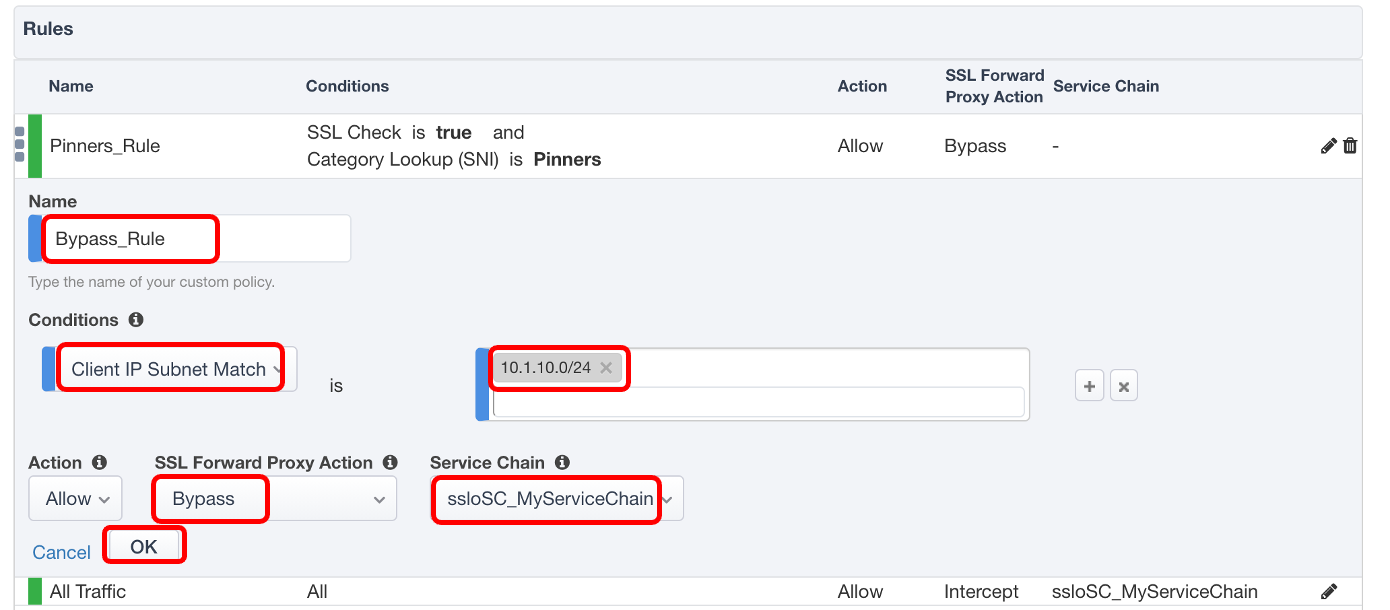 Rules
Name Conditions Action SSL Forward Proxy Action Service Chain
Pinners_Rule SSL Check is true and Allow Bypass -
Category Lookup (SNI) is Pinners
Name
Bypass_Rule
Type the name of your custom policy.
Conditions
Client IP Subnet Match is 10.1.10.0/24
Action SSL Forward Proxy Action Service Chain
Allow Bypass ssloSC_MyServiceChain
Cancel OK
All Traffic All Allow Intercept ssloSC_MyServiceChain